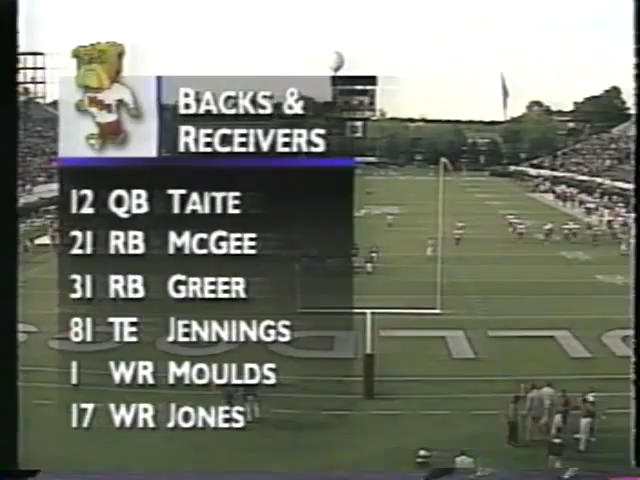 BACKS &
RECEIVERS
12 QB TAITE
21 RB MCGEE
31 RB GREER
81 TE JENNINGS
1 WR MOULDS
17 WR JONES